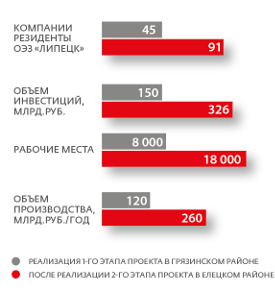 КОМПАНИИ
РЕЗИДЕНТЫ
ОЭЗ «ЛИПЕЦК»
45
91
ОБЪЕМ
ИНВЕСТИЦИЙ,
МЛРД.РУБ.
150
326
РАБОЧИЕ МЕСТА
8 000
18 000
ОБЪЕМ
ПРОИЗВОДСТВА,
МЛРД.РУБ./ГОД
120
260
РЕАЛИЗАЦИЯ 1-ГО ЭТАПА ПРОЕКТА В ГРЯЗИНСКОМ РАЙОНЕ
ПОСЛЕ РЕАЛИЗАЦИИ 2-ГО ЭТАПА ПРОЕКТА В ЕЛЕЦКОМ РАЙОНЕ